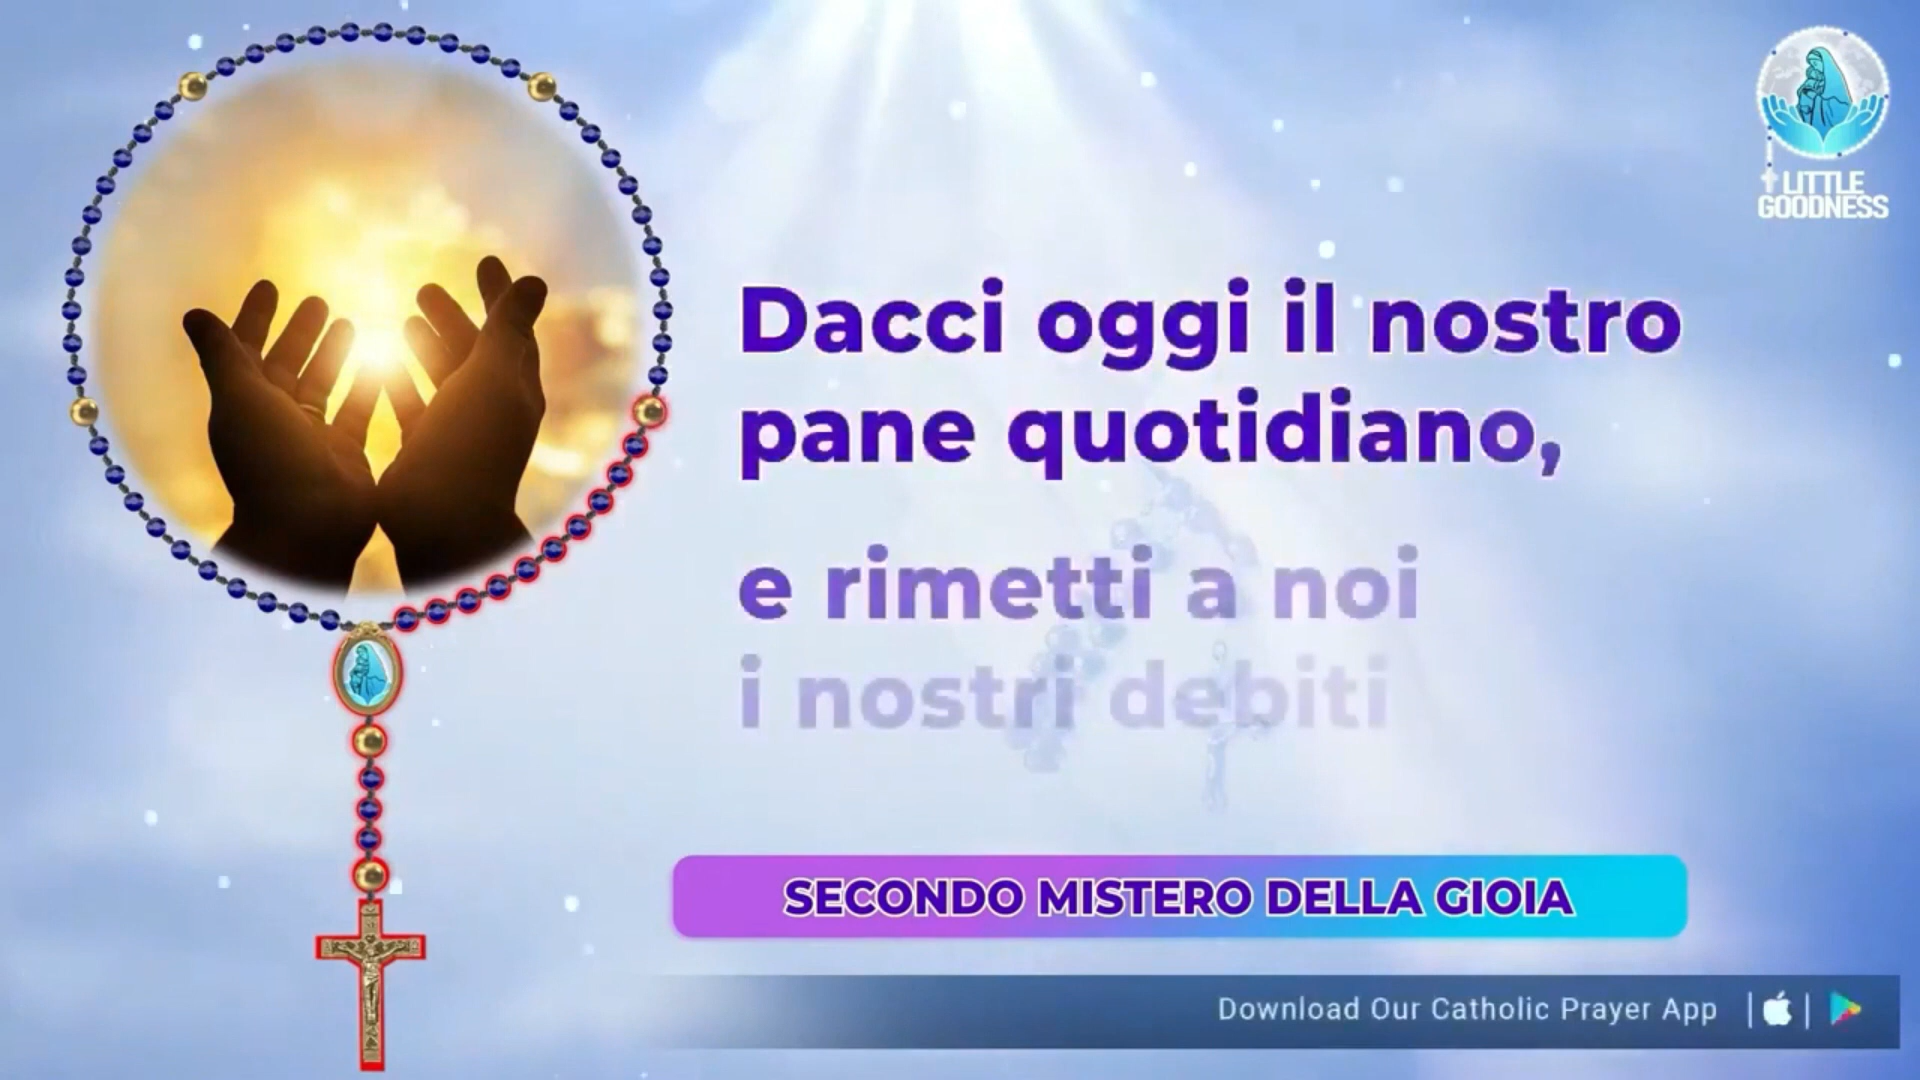 LITTLE
GOODNESS
Dacci oggi il nostro
pane quotidiano,
e rimetti a noi
i nostri debiti
SECONDO MISTERO DELLA GIOIA
Download Our Catholic Prayer App